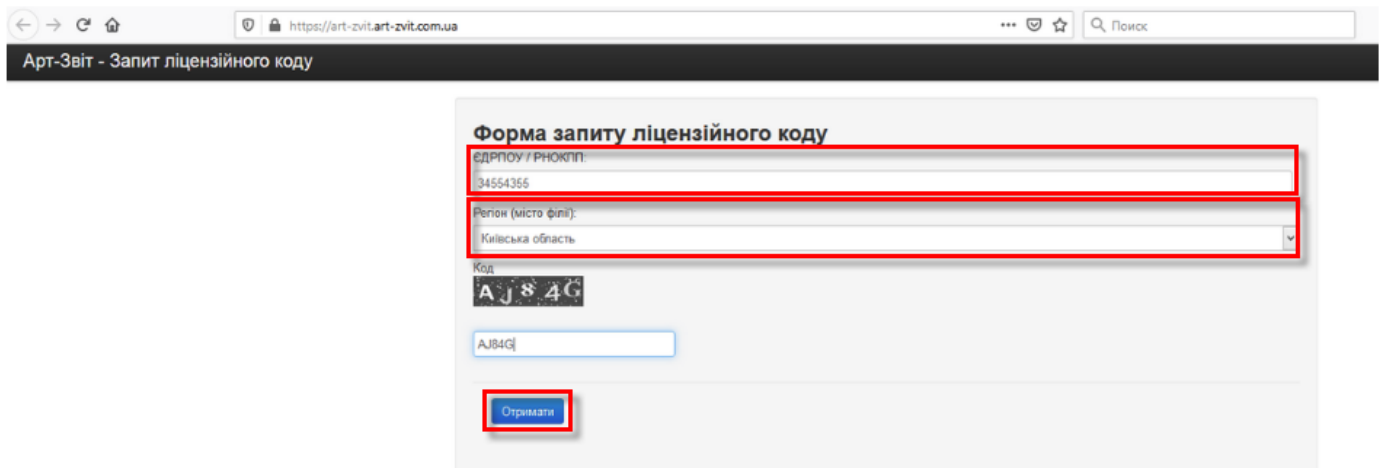 https://art-zvit.art-zvit.com.ua
Поиск
Арт-Звіт - Запит ліцензійного коду
Форма запиту ліцензійного коду
ЄДРПОУ / РНОКПП:
34554355
Регіон (місто філії):
Київська область
Код
AJ84G
AJ84G
Отримати